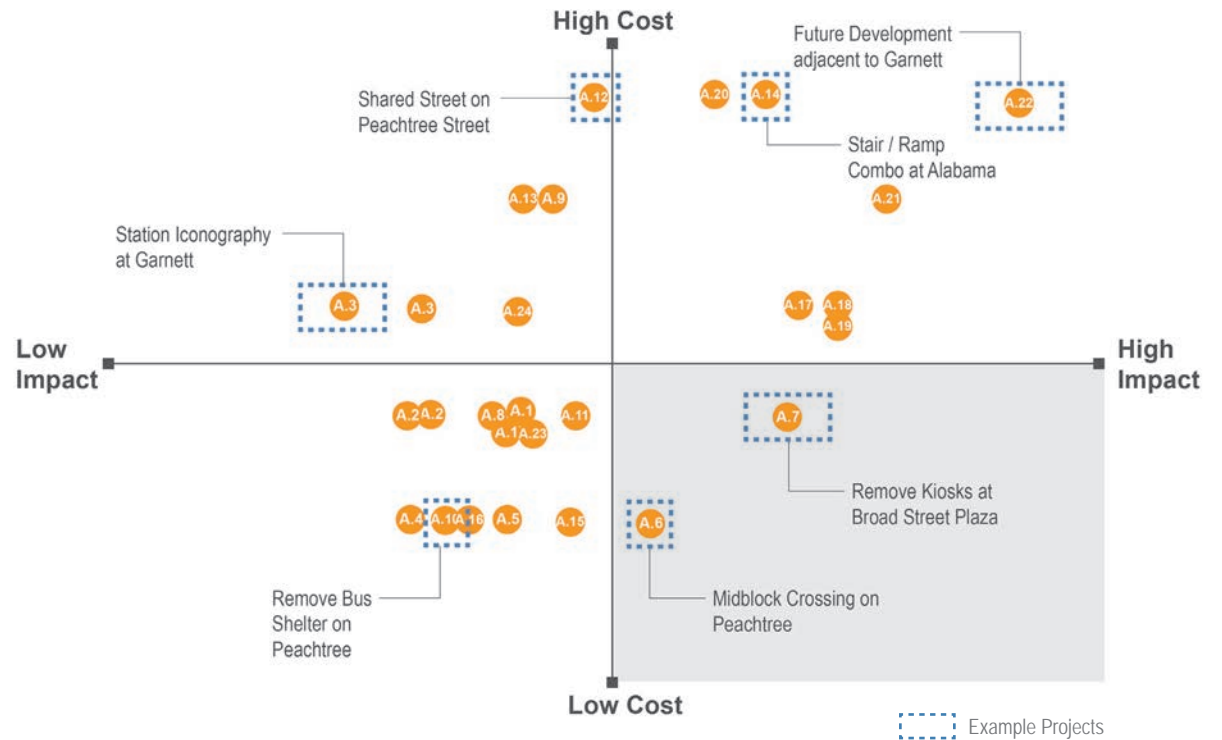 High Cost
Future Development
adjacent to Garnett
Shared Street on
Peachtree Street
A.12
A.20
A.14
A.22
Stair / Ramp
Combo at Alabama
A.13
A.9
A.21
Station Iconography
at Garnett
A.3
A.3
A.24
A.17
A.18
A.19
Low
Impact
High
Impact
A.2
A.2
A.8
A.1
A.1
A.23
A.11
A.7
Remove Kiosks at
Broad Street Plaza
A.4
A.10
A.16
A.5
A.15
A.6
Remove Bus
Shelter on
Peachtree
Midblock Crossing on
Peachtree
Low Cost
Example Projects